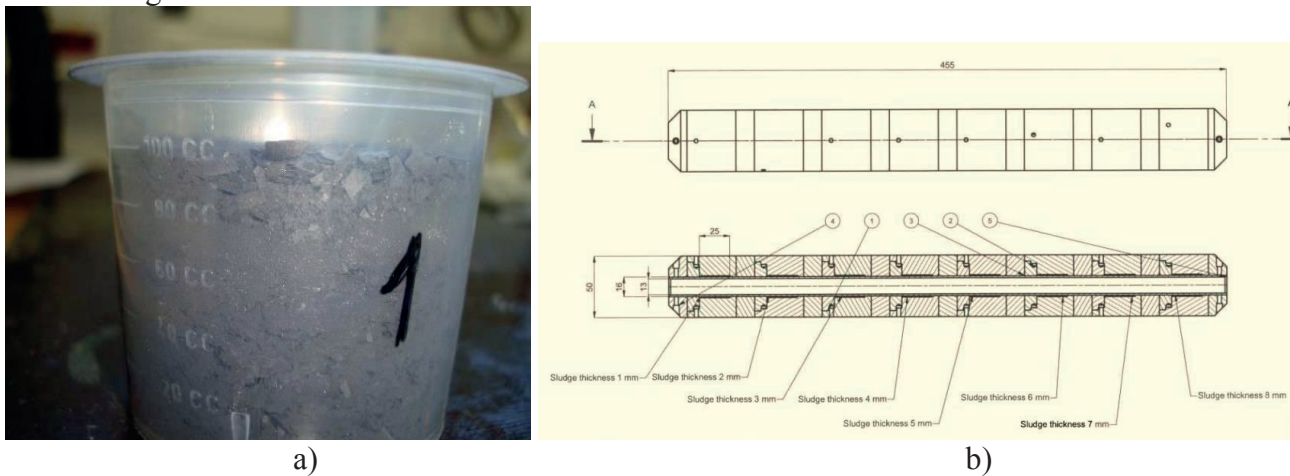 100 CC
80 CC
60 CC
20 CC
1
455
A
4
1
3
2
5
25
50
16
13
Sludge thickness 1 mm
Sludge thickness 2 mm
Sludge thickness 3 mm
Sludge thickness 4 mm
Sludge thickness 5 mm
Sludge thickness 6 mm
Sludge thickness 7 mm
Sludge thickness 8 mm
a)
b)